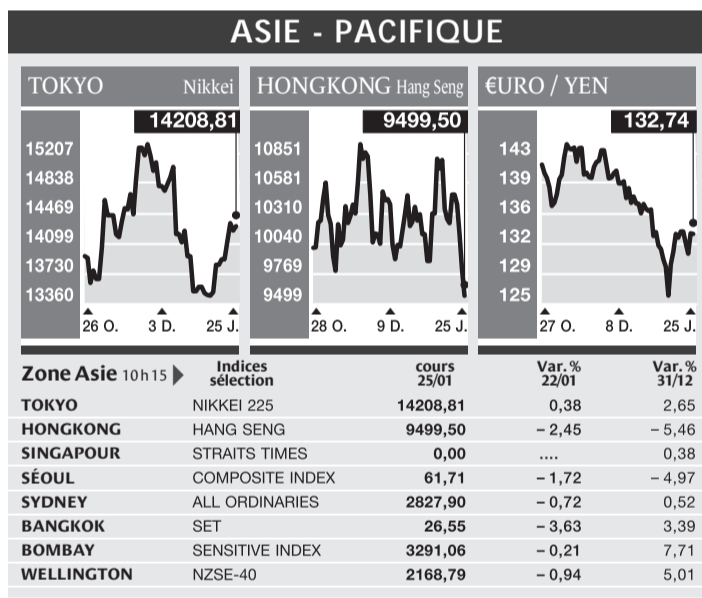 ASIE - PACIFIQUE
TOKYO Nikkei
14208,81
15207
14838
14469
14099
13730
13360
26 O. 3 D. 25 J.
HONGKONG Hang Seng
9499,50
10851
10581
10310
10040
9769
9499
28 O. 9 D. 25 J.
€URO / YEN
132,74
143
139
136
132
129
125
27 O. 8 D. 25 J.
Zone Asie 10h15 Indices sélection cours 25/01 Var. % 22/01 Var. % 31/12
TOKYO NIKKEI 225 14208,81 0,38 2,65
HONGKONG HANG SENG 9499,50 – 2,45 – 5,46
SINGAPOUR STRAITS TIMES 0,00 .... 0,38
SÉOUL COMPOSITE INDEX 61,71 – 1,72 – 4,97
SYDNEY ALL ORDINARIES 2827,90 – 0,72 0,52
BANGKOK SET 26,55 – 3,63 3,39
BOMBAY SENSITIVE INDEX 3291,06 – 0,21 7,71
WELLINGTON NZSE-40 2168,79 – 0,94 5,01